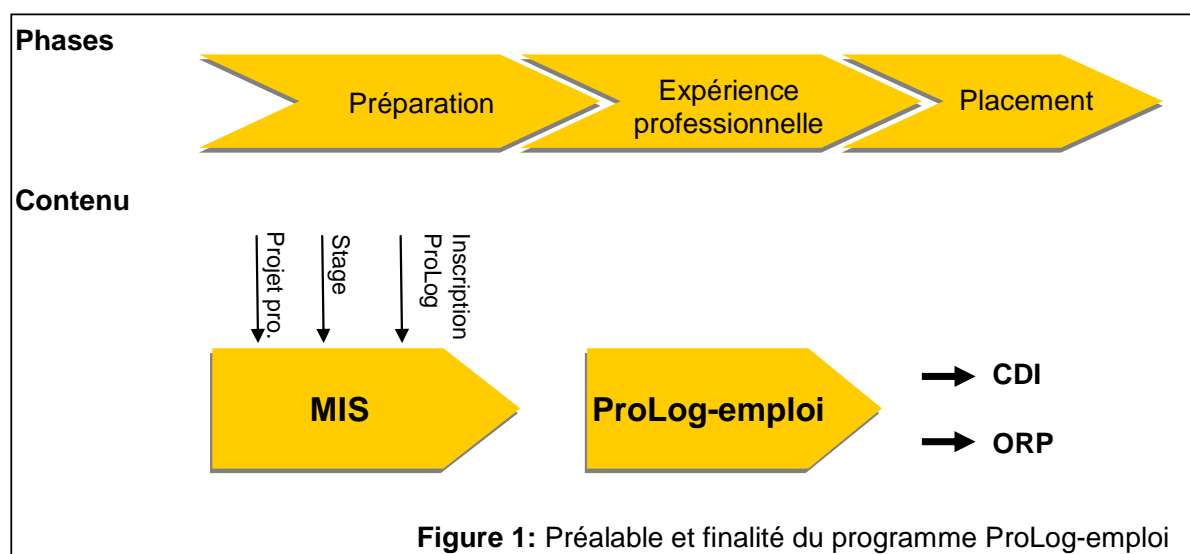 Phases
Préparation
Expérience
professionnelle
Placement
Contenu
Projet pro.
Stage
Inscription
ProLog
MIS
ProLog-emploi
CDI
ORP
Figure 1: Préalable et finalité du programme ProLog-emploi